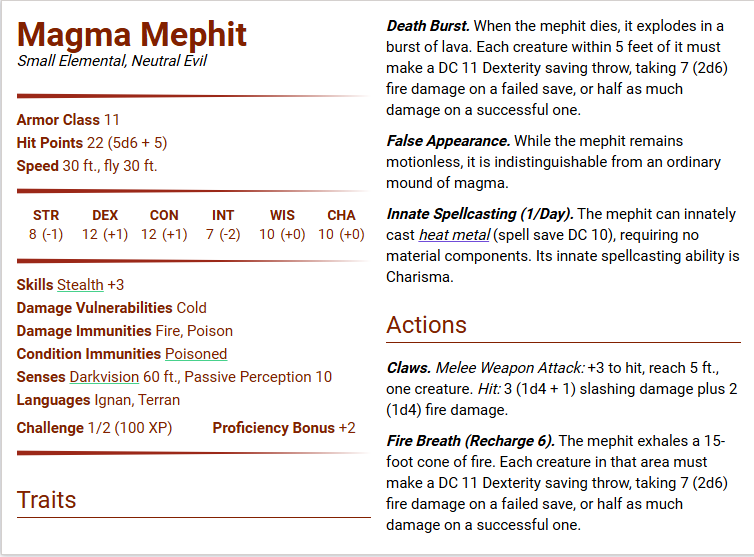 Magma Mephit
Small Elemental, Neutral Evil
Armor Class 11
Hit Points 22 (5d6 + 5)
Speed 30 ft., fly 30 ft.
STR DEX CON INT WIS CHA
8 (-1) 12 (+1) 12 (+1) 7 (-2) 10 (+0) 10 (+0)
Skills Stealth +3
Damage Vulnerabilities Cold
Damage Immunities Fire, Poison
Condition Immunities Poisoned
Senses Darkvision 60 ft., Passive Perception 10
Languages Ignan, Terran
Challenge 1/2 (100 XP) Proficiency Bonus +2
Traits
Death Burst. When the mephit dies, it explodes in a
burst of lava. Each creature within 5 feet of it must
make a DC 11 Dexterity saving throw, taking 7 (2d6)
fire damage on a failed save, or half as much
damage on a successful one.
False Appearance. While the mephit remains
motionless, it is indistinguishable from an ordinary
mound of magma.
Innate Spellcasting (1/Day). The mephit can innately
cast heat metal (spell save DC 10), requiring no
material components. Its innate spellcasting ability is
Charisma.
Actions
Claws. Melee Weapon Attack: +3 to hit, reach 5 ft.,
one creature. Hit: 3 (1d4 + 1) slashing damage plus 2
(1d4) fire damage.
Fire Breath (Recharge 6). The mephit exhales a 15-
foot cone of fire. Each creature in that area must
make a DC 11 Dexterity saving throw, taking 7 (2d6)
fire damage on a failed save, or half as much
damage on a successful one.